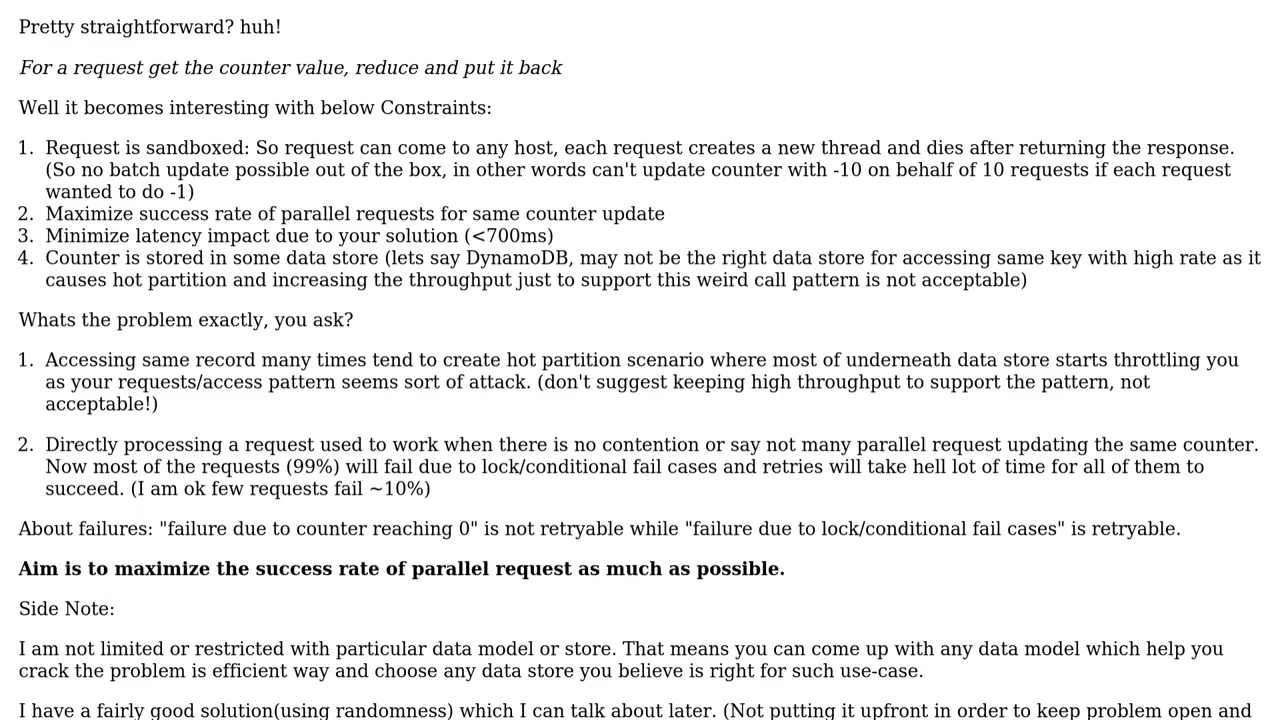 Pretty straightforward? huh!
For a request get the counter value, reduce and put it back
Well it becomes interesting with below Constraints:
1. Request is sandboxed: So request can come to any host, each request creates a new thread and dies after returning the response.
(So no batch update possible out of the box, in other words can't update counter with -10 on behalf of 10 requests if each request
wanted to do -1)
2. Maximize success rate of parallel requests for same counter update
3. Minimize latency impact due to your solution (<700ms)
4. Counter is stored in some data store (lets say DynamoDB, may not be the right data store for accessing same key with high rate as it
causes hot partition and increasing the throughput just to support this weird call pattern is not acceptable)
Whats the problem exactly, you ask?
1. Accessing same record many times tend to create hot partition scenario where most of underneath data store starts throttling you
as your requests/access pattern seems sort of attack. (don't suggest keeping high throughput to support the pattern, not
acceptable!)
2. Directly processing a request used to work when there is no contention or say not many parallel request updating the same counter.
Now most of the requests (99%) will fail due to lock/conditional fail cases and retries will take hell lot of time for all of them to
succeed. (I am ok few requests fail ~10%)
About failures: "failure due to counter reaching 0" is not retryable while "failure due to lock/conditional fail cases" is retryable.
Aim is to maximize the success rate of parallel request as much as possible.
Side Note:
I am not limited or restricted with particular data model or store. That means you can come up with any data model which help you
crack the problem is efficient way and choose any data store you believe is right for such use-case.
I have a fairly good solution(using randomness) which I can talk about later. (Not putting it upfront in order to keep problem open and